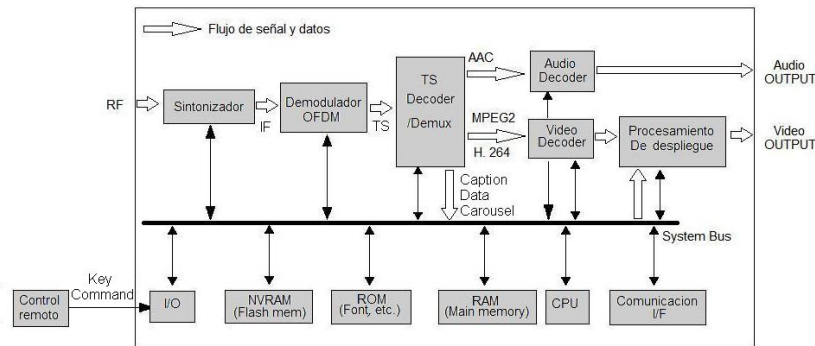 Flujo de señal y datos
RF
Sintonizador
IF
Demodulador
OFDM
TS
TS
Decoder
/Demux
AAC
Audio
Decoder
Audio
OUTPUT
MPEG2
H. 264
Video
Decoder
Procesamiento
De despliegue
Video
OUTPUT
Caption
Data
Carousel
System Bus
Key
Command
Control
remoto
I/O
NVRAM
(Flash mem)
ROM
(Font, etc.)
RAM
(Main memory)
CPU
Comunicacion
I/F